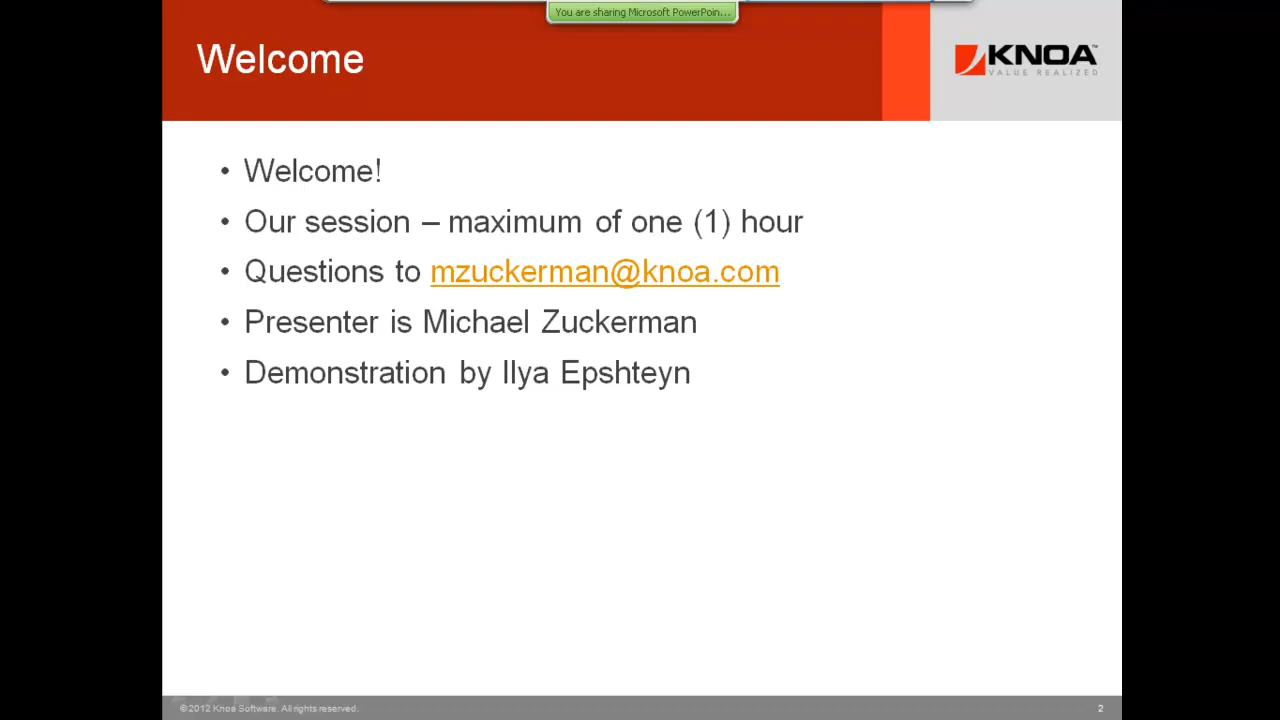 You are sharing Microsoft PowerPoin...
Welcome
KNOA™
VALUE REALIZED
• Welcome!
• Our session – maximum of one (1) hour
• Questions to mzuckerman@knoa.com
• Presenter is Michael Zuckerman
• Demonstration by Ilya Epshteyn
©2012 Knoa Software. All rights reserved.
2